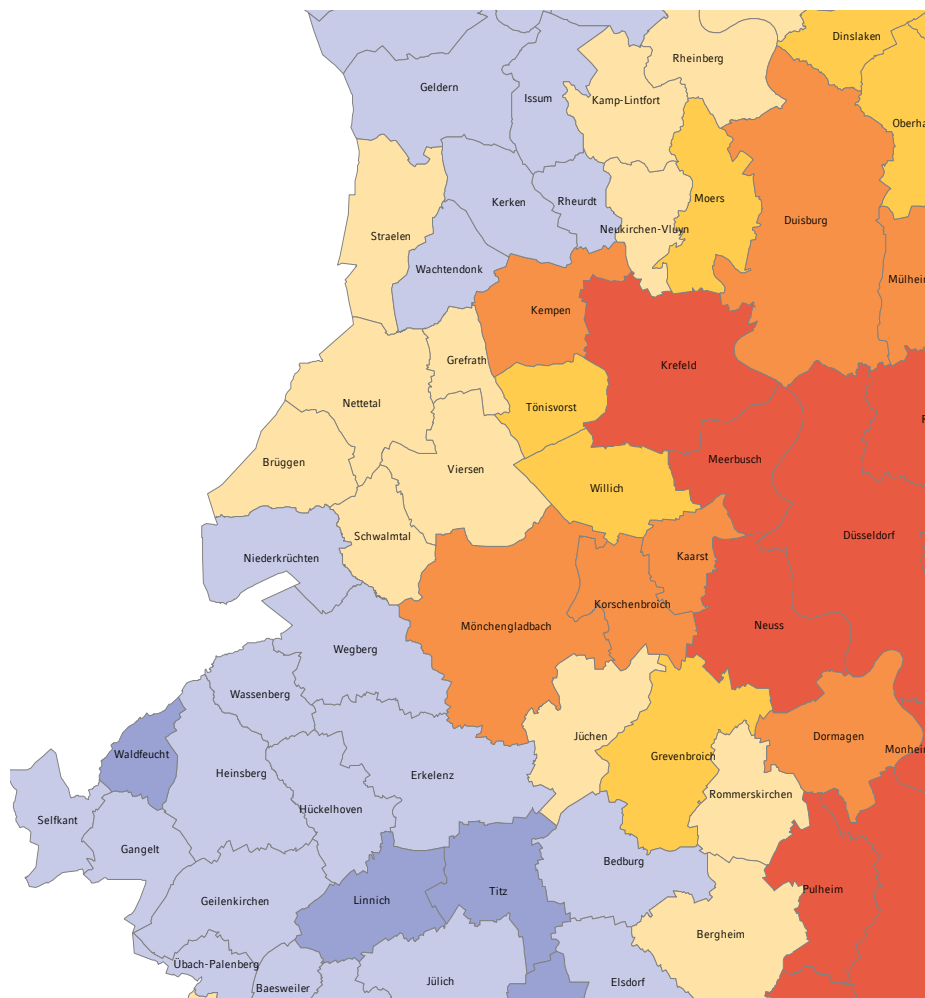 Dinslaken
Rheinberg
Geldern
Issum
Kamp-Lintfort
Oberha
Moers
Kerken
Rheurdt
Duisburg
Neukirchen-Vluyn
Straelen
Wachtendonk
Mülhei
Kempen
Grefrath
Krefeld
Nettetal
Tönisvorst
Brüggen
Viersen
Meerbusch
Willich
Schwalmtal
Düsseldorf
Niederkrüchten
Kaarst
Korschenbroich
Mönchengladbach
Neuss
Wegberg
Wassenberg
Jüchen
Dormagen
Waldfeucht
Grevenbroich
Monhei
Heinsberg
Erkelenz
Rommerskirchen
Hückelhoven
Selfkant
Gangelt
Bedburg
Titz
Pulheim
Linnich
Geilenkirchen
Bergheim
Übach-Palenberg
Jülich
Elsdorf
Baesweiler